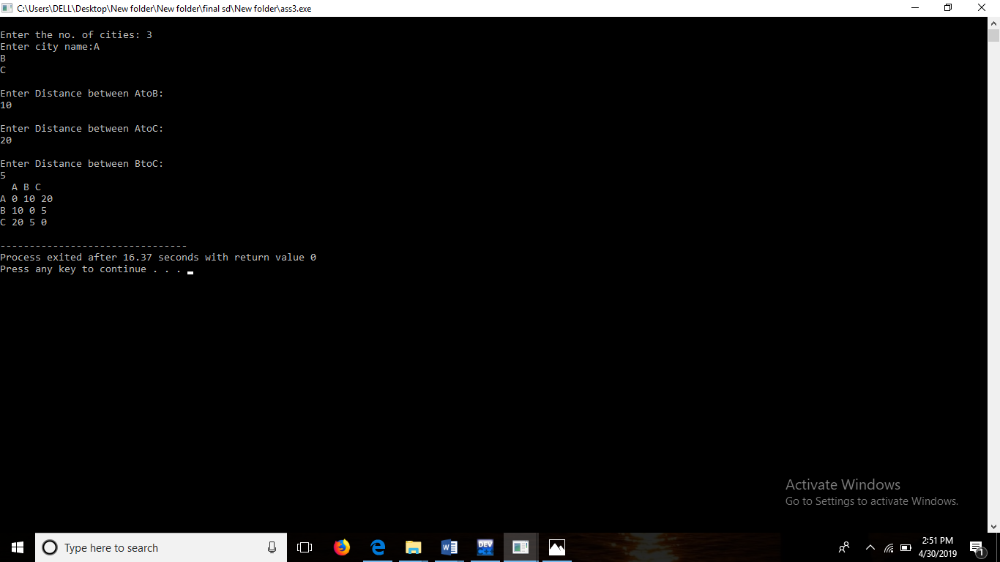 C:\Users\DELL\Desktop\New folder\New folder\final sd\New folder\ass3.exe
Enter the no. of cities: 3
Enter city name:A
B
C
Enter Distance between AtoB:
10
Enter Distance between AtoC:
20
Enter Distance between BtoC:
5
A B C
A 0 10 20
B 10 0 5
C 20 5 0
--------------------------------
Process exited after 16.37 seconds with return value 0
Press any key to continue . . .
Activate Windows
Go to Settings to activate Windows.
Type here to search
DEV
2:51 PM
4/30/2019
1